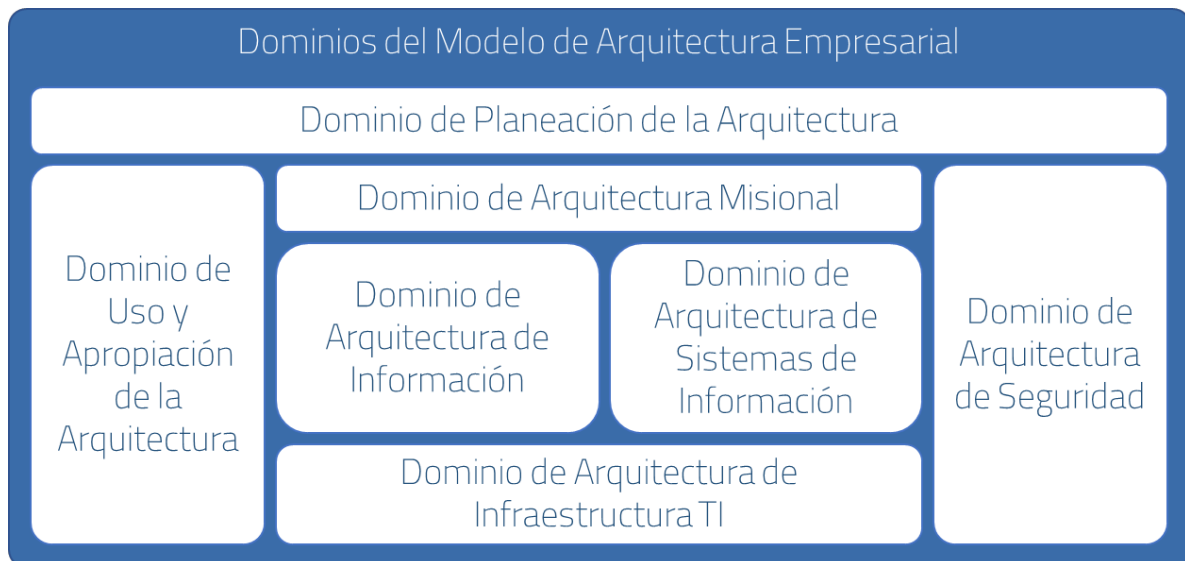 Dominios del Modelo de Arquitectura Empresarial
Dominio de Planeación de la Arquitectura
Dominio de
Uso y
Apropiación
de la
Arquitectura
Dominio de Arquitectura Misional
Dominio de
Arquitectura de
Información
Dominio de
Arquitectura de
Sistemas de
Información
Dominio de Arquitectura de
Infraestructura TI
Dominio de
Arquitectura
de Seguridad